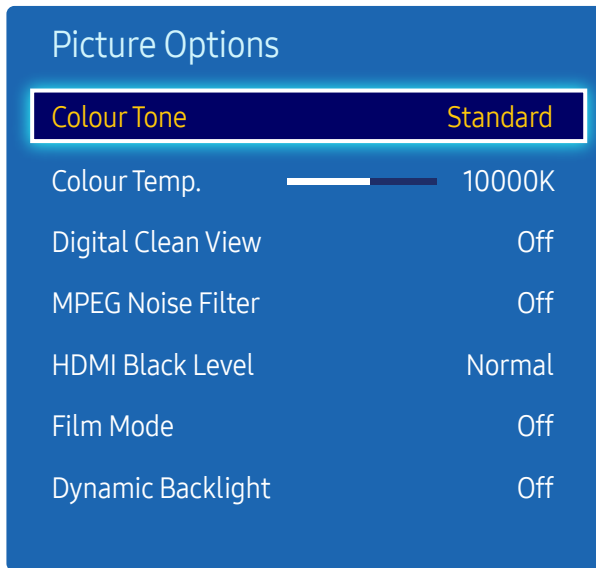 Picture Options
Colour Tone Standard
Colour Temp. 10000K
Digital Clean View Off
MPEG Noise Filter Off
HDMI Black Level Normal
Film Mode Off
Dynamic Backlight Off